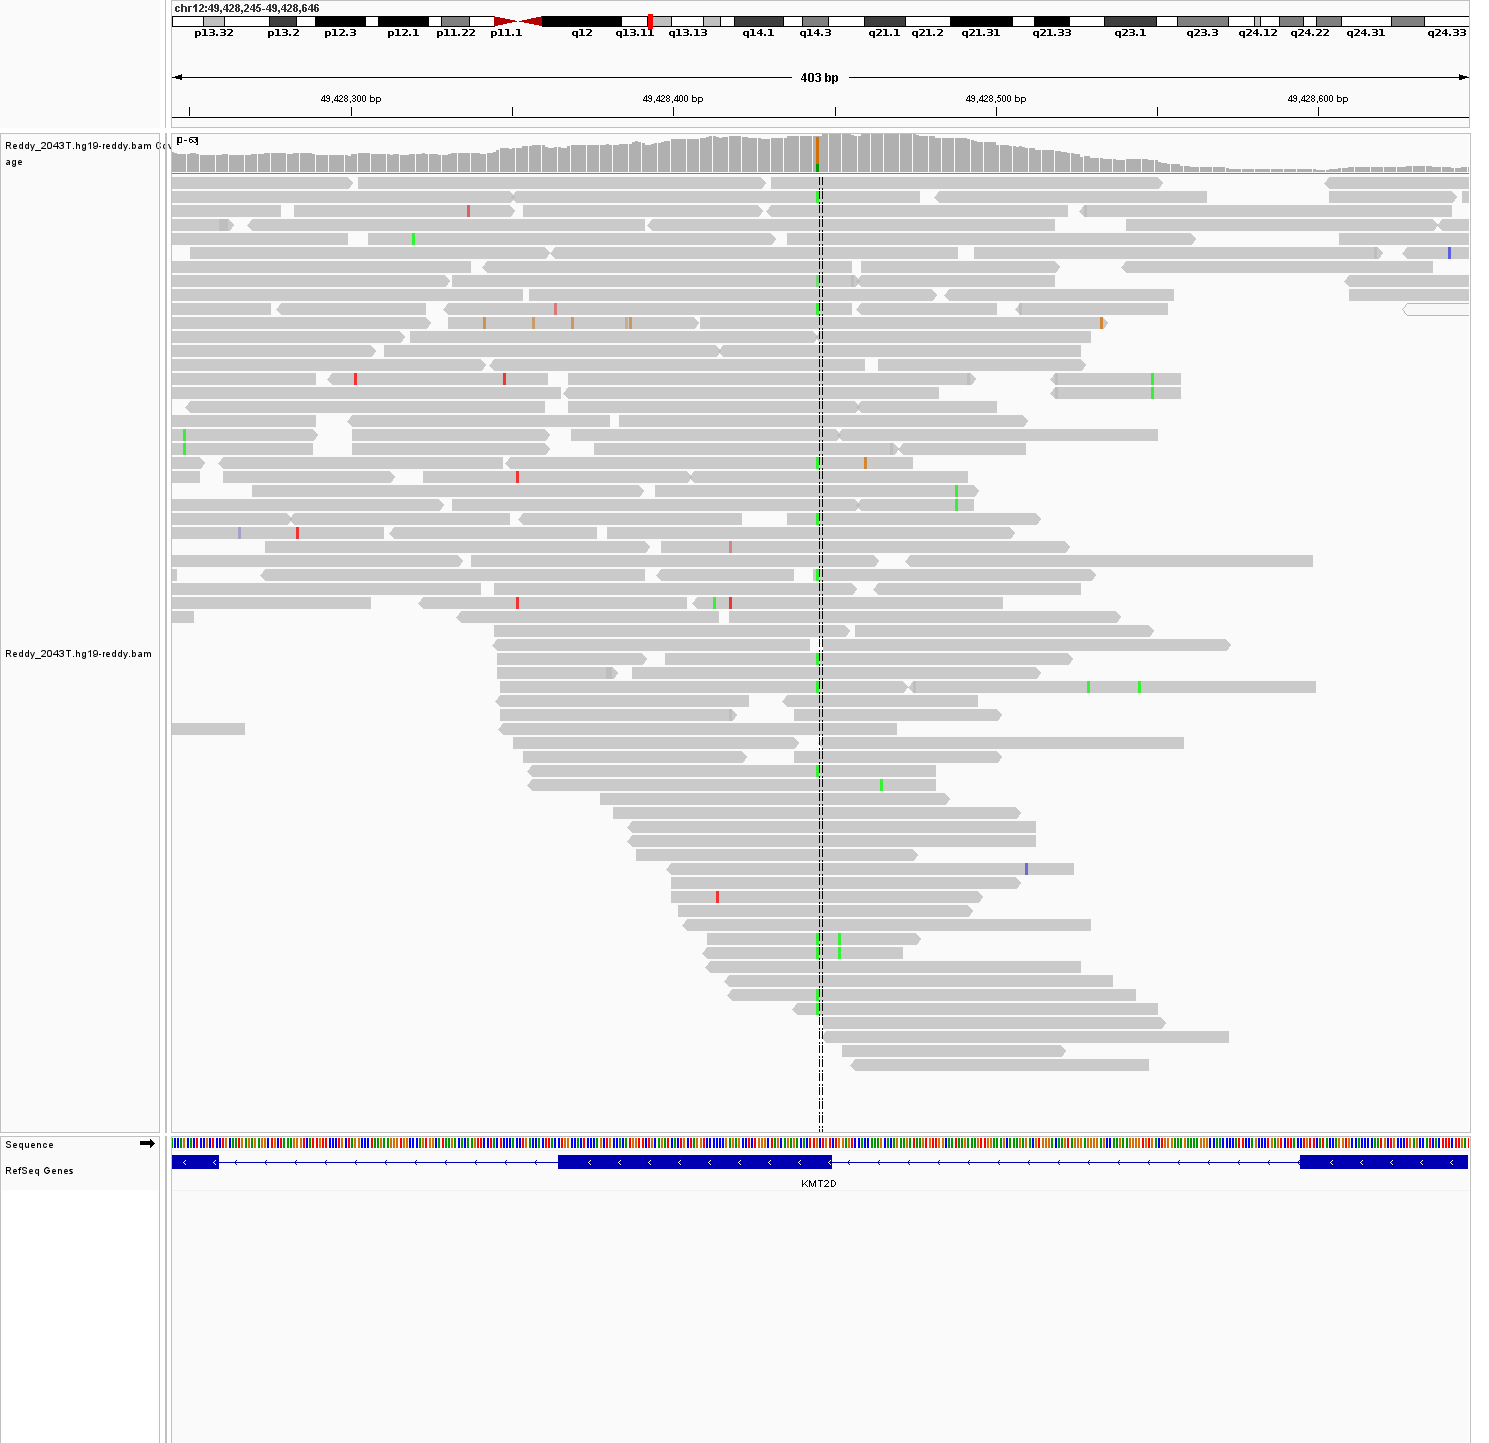 chr12:49,428,245-49,428,646
p13.32 p13.2 p12.3 p12.1 p11.22 p11.1 q12 q13.11 q13.13 q14.1 q14.3 q21.1 q21.2 q21.31 q21.33 q23.1 q23.3 q24.12 q24.22 q24.31 q24.33
403 bp
49,428,300 bp 49,428,400 bp 49,428,500 bp 49,428,600 bp
[0-63]
Reddy_2043T.hg19-reddy.bam Cov
age
Reddy_2043T.hg19-reddy.bam
Sequence
RefSeq Genes
KMT2D